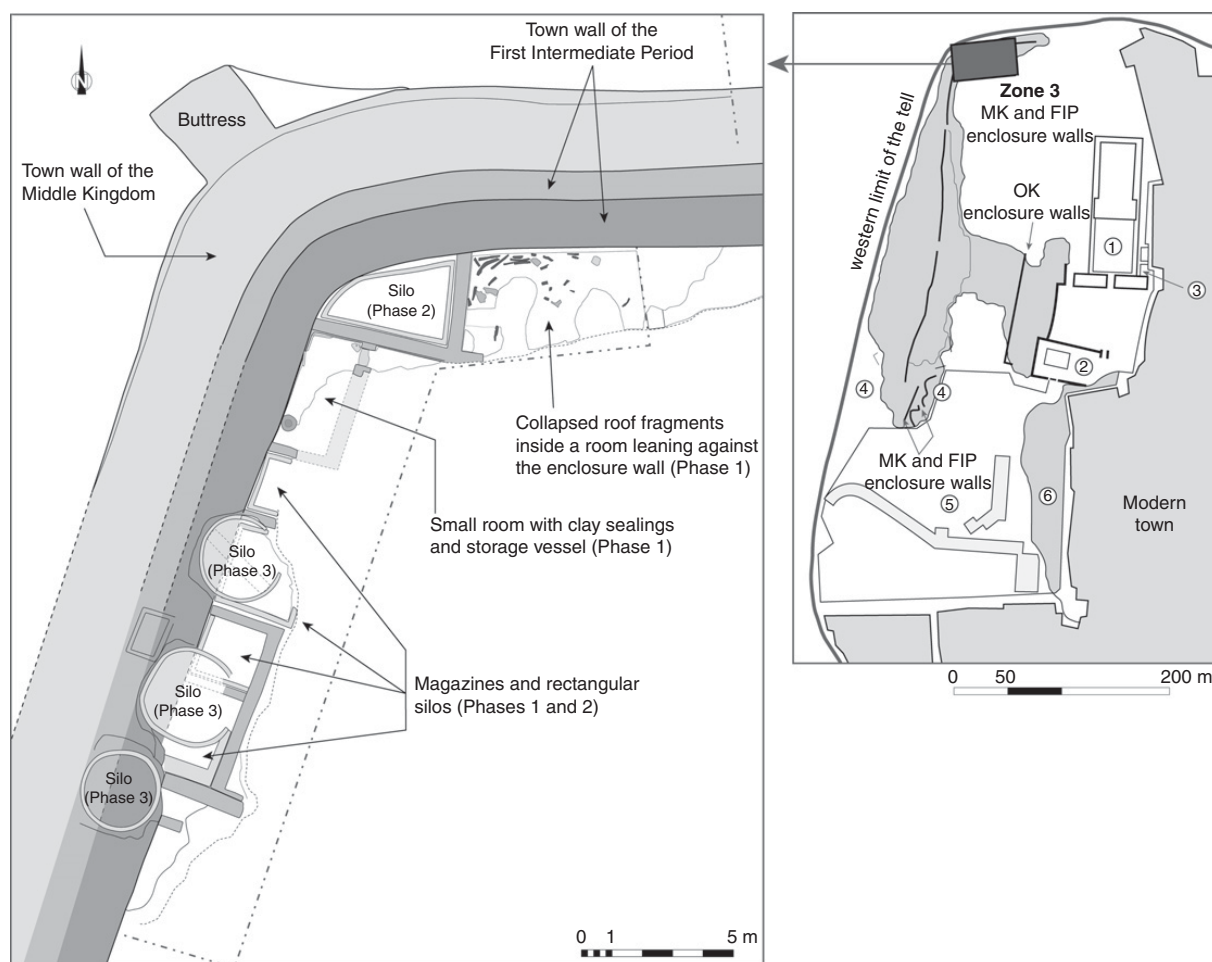 Town wall of the
First Intermediate Period
N
Buttress
Town wall of the
Middle Kingdom
Silo
(Phase 2)
Collapsed roof fragments
inside a room leaning against
the enclosure wall (Phase 1)
Small room with clay sealings
and storage vessel (Phase 1)
Silo
(Phase 3)
Magazines and rectangular
silos (Phases 1 and 2)
Silo
(Phase 3)
Silo
(Phase 3)
0 1 5 m
western limit of the tell
Zone 3
MK and FIP
enclosure walls
OK
enclosure walls
1
3
2
4
4
MK and FIP
enclosure walls
5
6
Modern
town
0 50 200 m